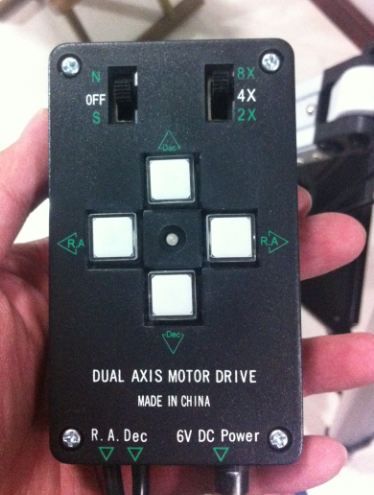 N 8X
OFF 4X
S 2X
Dec
R.A R.A
Dec
DUAL AXIS MOTOR DRIVE
MADE IN CHINA
R. A. Dec 6V DC Power